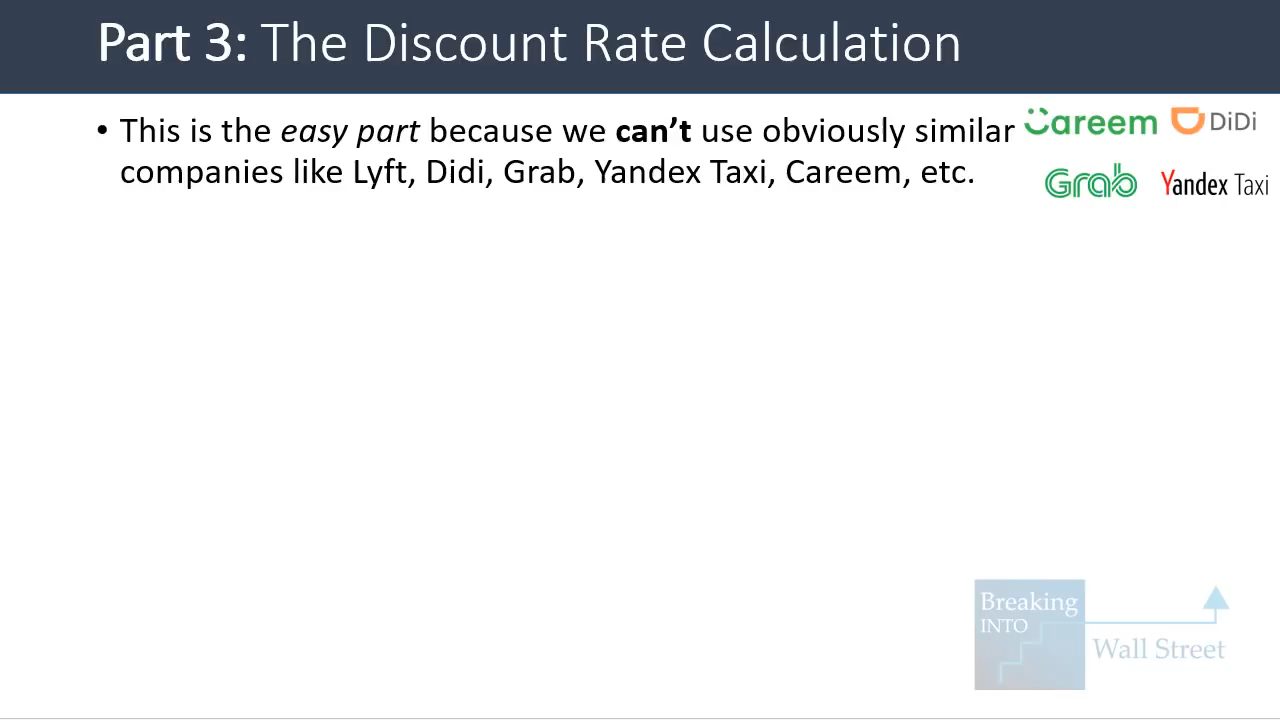 Part 3: The Discount Rate Calculation
• This is the easy part because we can’t use obviously similar
companies like Lyft, Didi, Grab, Yandex Taxi, Careem, etc.
Careem
DiDi
Grab
Yandex Taxi
Breaking
INTO
Wall Street